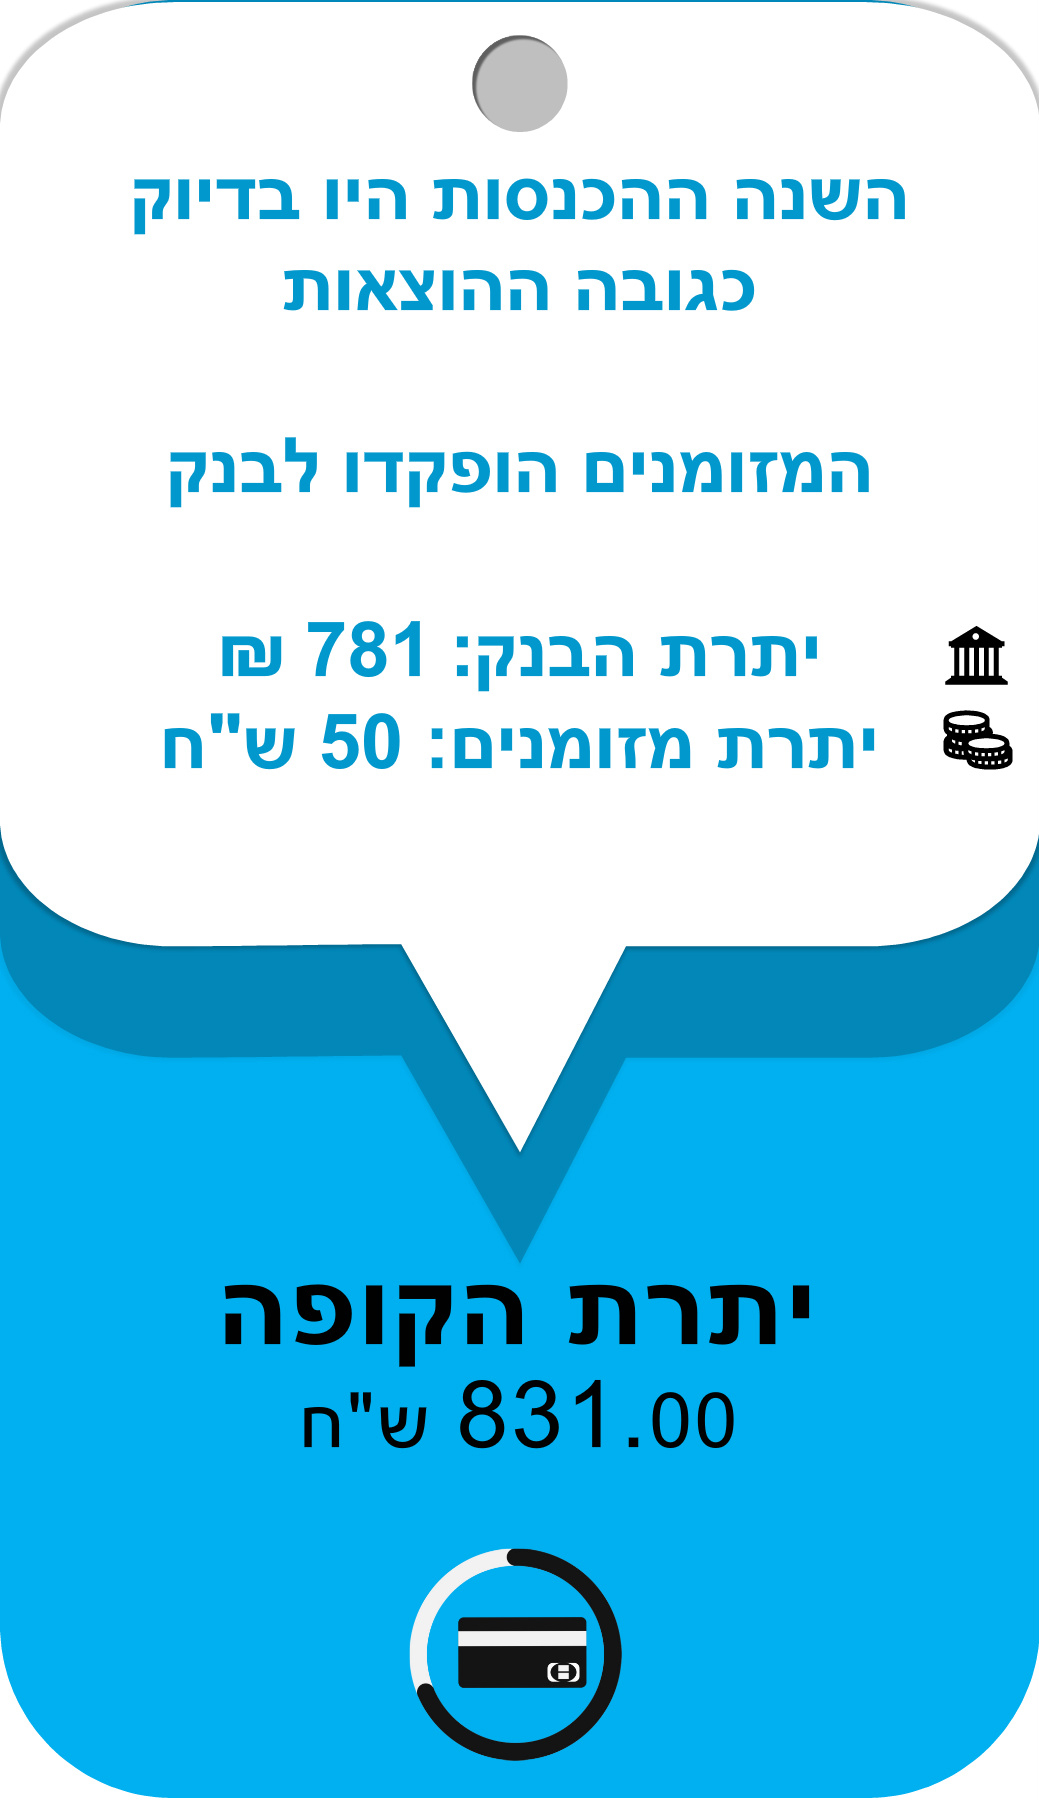 השנה ההכנסות היו בדיוק
כגובה ההוצאות
המזומנים הופקדו לבנק
יתרת הבנק: 781 ₪
יתרת מזומנים: 50 ש"ח
יתרת הקופה
831.00 ש"ח